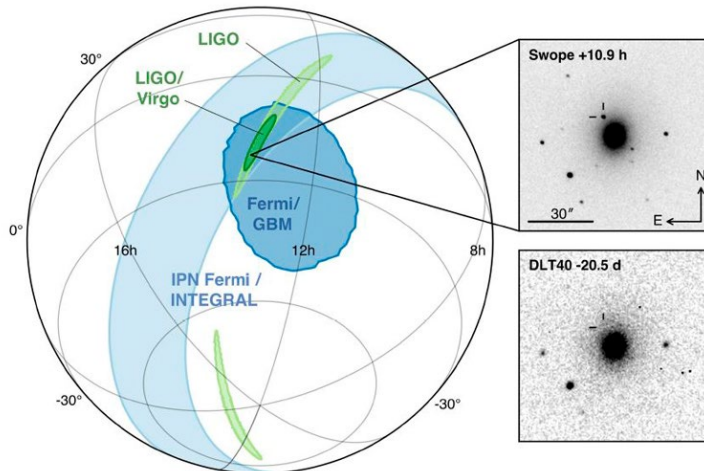 LIGO
LIGO/
Virgo
30°
Fermi/
GBM
0°
16h
12h
8h
IPN Fermi /
INTEGRAL
-30°
-30°
Swope +10.9 h
N
30"
E
DLT40 -20.5 d